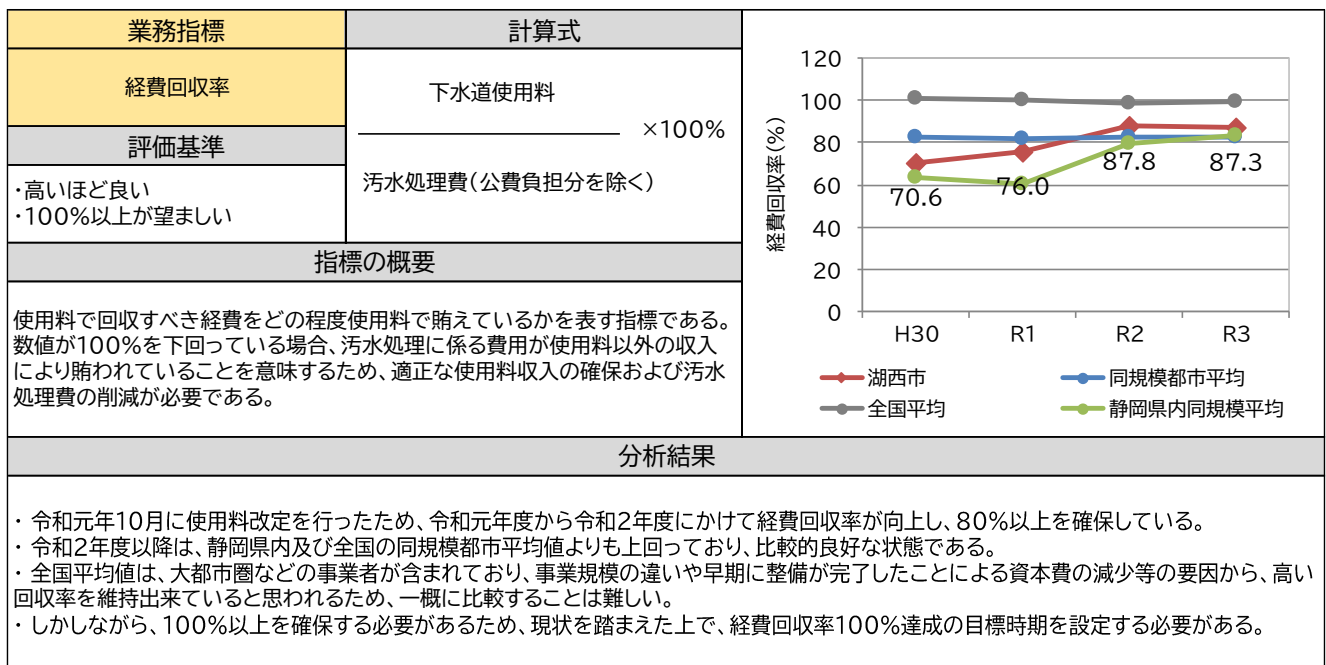 業務指標
計算式
経費回収率
下水道使用料
×100%
汚水処理費(公費負担分を除く)
評価基準
・高いほど良い
・100%以上が望ましい
指標の概要
使用料で回収すべき経費をどの程度使用料で賄えているかを表す指標である。
数値が100%を下回っている場合、汚水処理に係る費用が使用料以外の収入
により賄われていることを意味するため、適正な使用料収入の確保および汚水
処理費の削減が必要である。
経費回収率(%)
120
100
80
60
40
20
0
70.6
76.0
87.8
87.3
H30
R1
R2
R3
湖西市
同規模都市平均
全国平均
静岡県内同規模平均
分析結果
・ 令和元年10月に使用料改定を行ったため、令和元年度から令和2年度にかけて経費回収率が向上し、80%以上を確保している。
・ 令和2年度以降は、静岡県内及び全国の同規模都市平均値よりも上回っており、比較的良好な状態である。
・ 全国平均値は、大都市圏などの事業者が含まれており、事業規模の違いや早期に整備が完了したことによる資本費の減少等の要因から、高い
回収率を維持出来ていると思われるため、一概に比較することは難しい。
・ しかしながら、100%以上を確保する必要があるため、現状を踏まえた上で、経費回収率100%達成の目標時期を設定する必要がある。